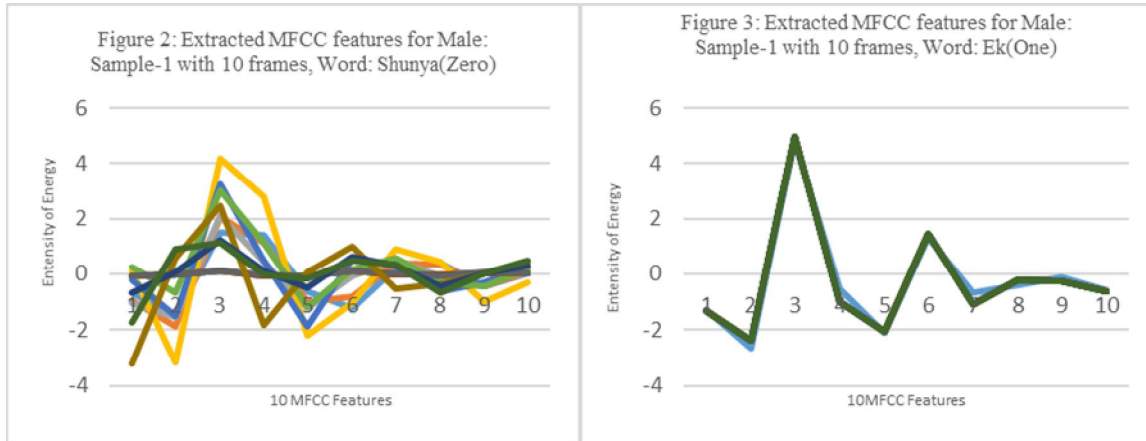 Figure 2: Extracted MFCC features for Male:
Sample-1 with 10 frames, Word: Shunya(Zero)
6
4
2
0
-2
-4
Entensity of Energy
1 2 3 4 5 6 7 8 9 10
10 MFCC Features
Figure 3: Extracted MFCC features for Male:
Sample-1 with 10 frames, Word: Ek(One)
6
4
2
0
-2
-4
Entensity of Energy
1 2 3 4 5 6 7 8 9 10
10MFCC Features